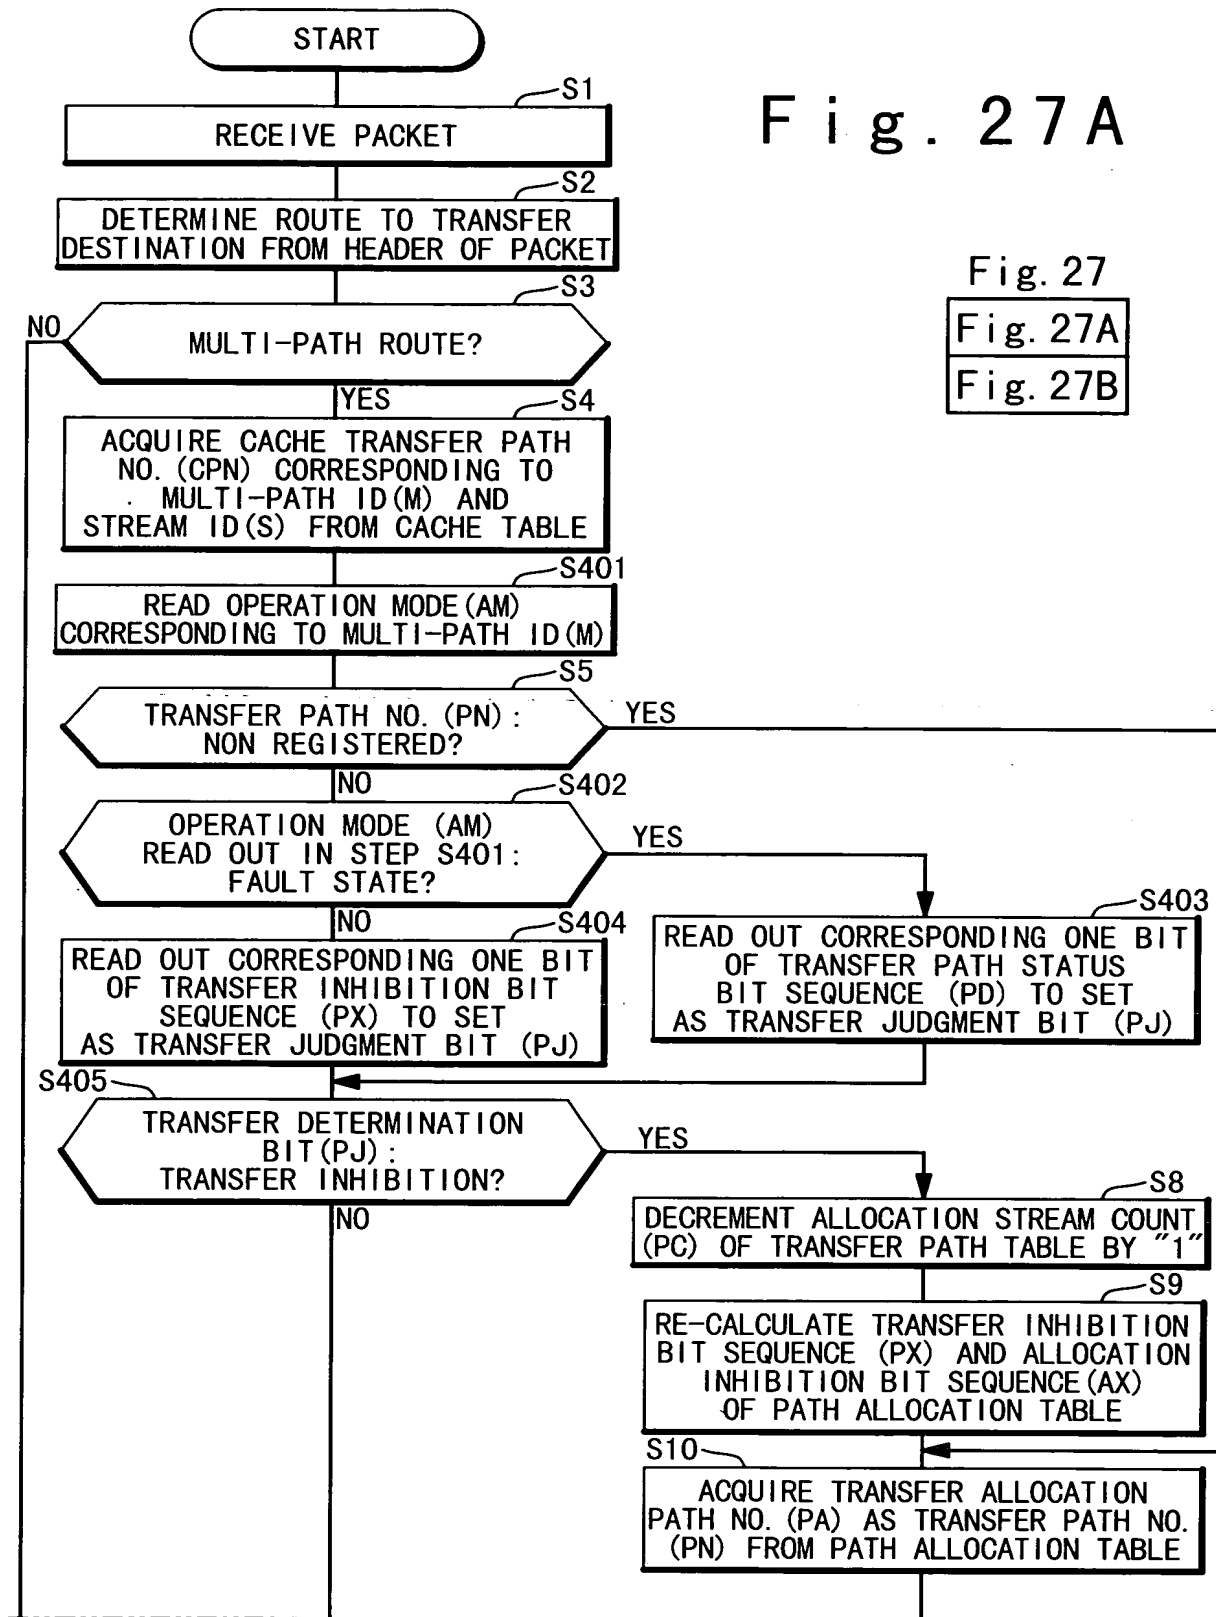 START
S1
Fig. 27A
RECEIVE PACKET
S2
DETERMINE ROUTE TO TRANSFER
DESTINATION FROM HEADER OF PACKET
Fig. 27
Fig. 27A
Fig. 27B
S3
NO
MULTI-PATH ROUTE?
YES
S4
ACQUIRE CACHE TRANSFER PATH
NO. (CPN) CORRESPONDING TO
MULTI-PATH ID(M) AND
STREAM ID(S) FROM CACHE TABLE
S401
READ OPERATION MODE(AM)
CORRESPONDING TO MULTI-PATH ID(M)
S5
TRANSFER PATH NO. (PN):
NON REGISTERED?
YES
NO
S402
OPERATION MODE (AM)
READ OUT IN STEP S401:
FAULT STATE?
YES
NO
S404
READ OUT CORRESPONDING ONE BIT
OF TRANSFER INHIBITION BIT
SEQUENCE (PX) TO SET
AS TRANSFER JUDGMENT BIT (PJ)
S403
READ OUT CORRESPONDING ONE BIT
OF TRANSFER PATH STATUS
BIT SEQUENCE (PD) TO SET
AS TRANSFER JUDGMENT BIT (PJ)
S405
TRANSFER DETERMINATION
BIT(PJ):
TRANSFER INHIBITION?
YES
NO
S8
DECREMENT ALLOCATION STREAM COUNT
(PC) OF TRANSFER PATH TABLE BY "1"
S9
RE-CALCULATE TRANSFER INHIBITION
BIT SEQUENCE (PX) AND ALLOCATION
INHIBITION BIT SEQUENCE(AX)
OF PATH ALLOCATION TABLE
S10
ACQUIRE TRANSFER ALLOCATION
PATH NO. (PA) AS TRANSFER PATH NO.
(PN) FROM PATH ALLOCATION TABLE